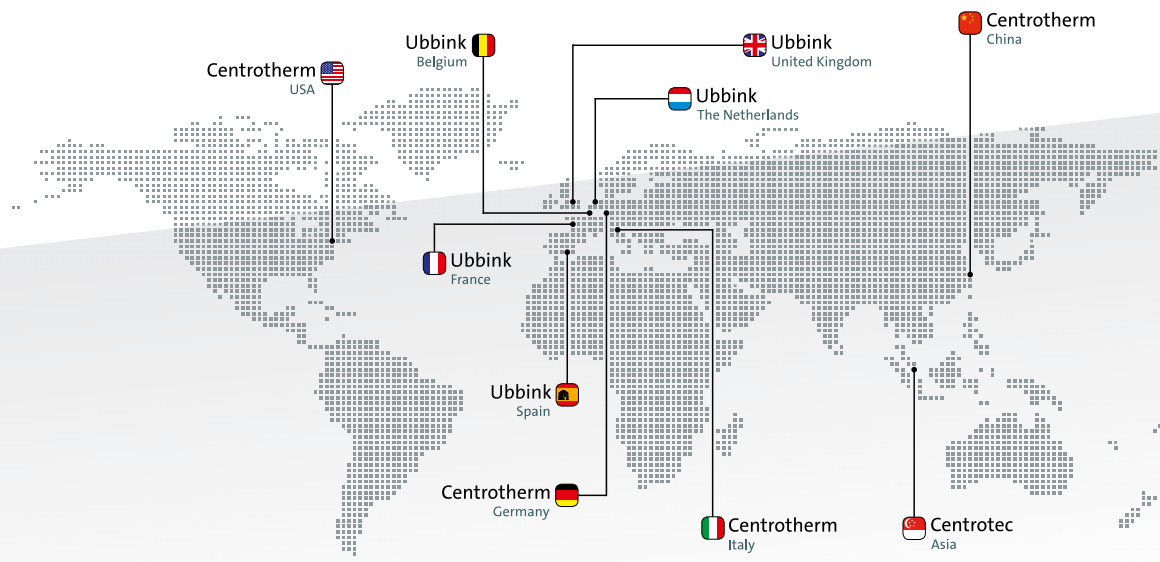 Centrotherm
China
Ubbink
Belgium
Ubbink
United Kingdom
Centrotherm
USA
Ubbink
The Netherlands
Ubbink
France
Ubbink
Spain
Centrotherm
Germany
Centrotherm
Italy
Centrotec
Asia